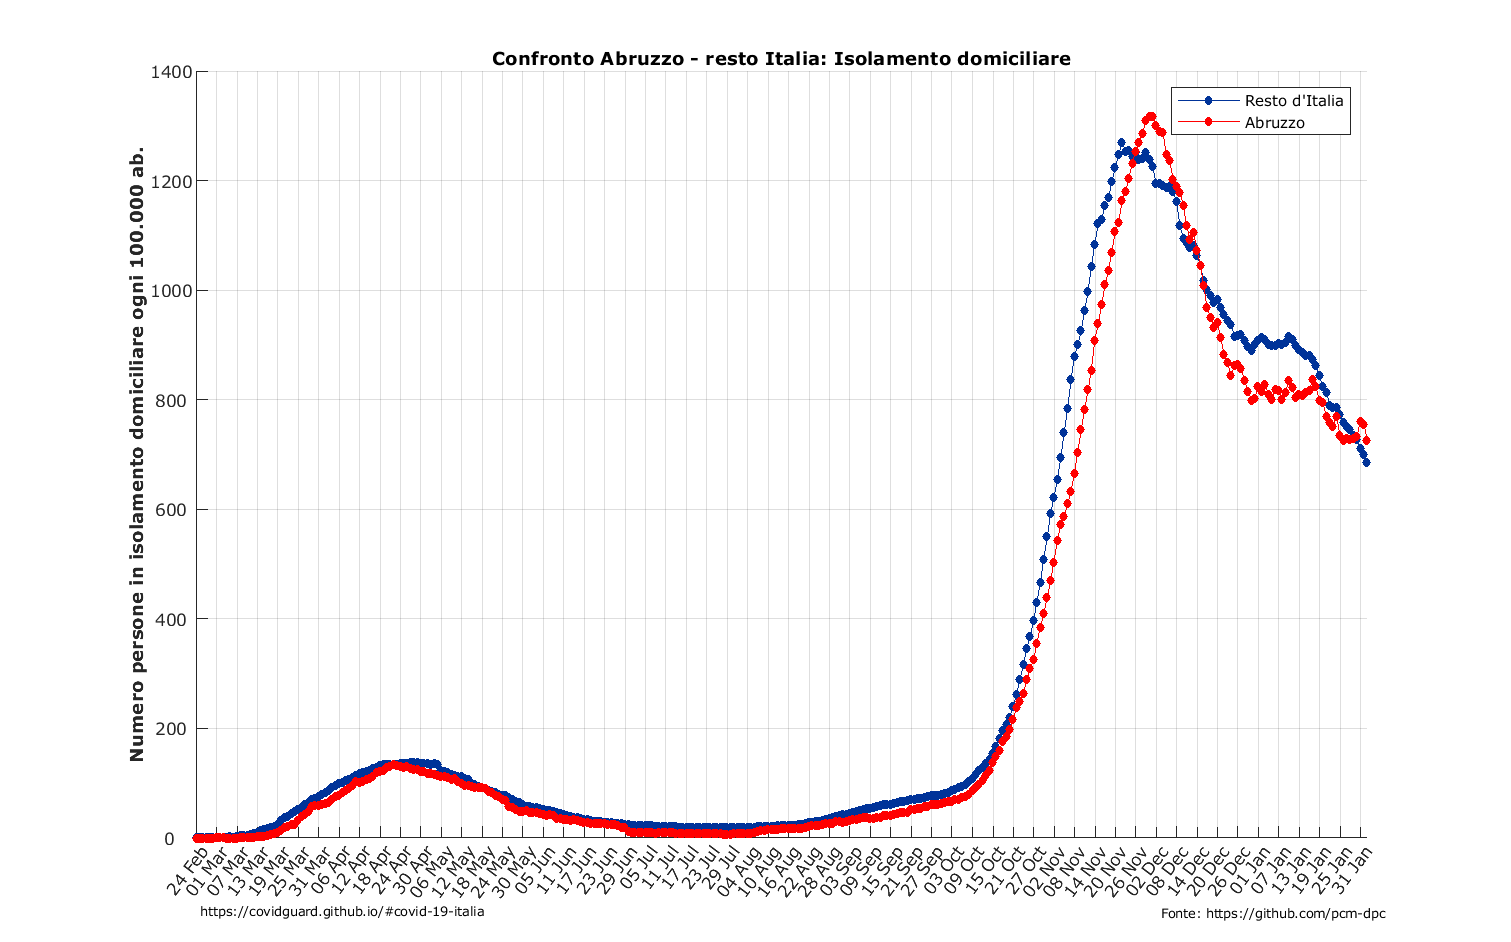 Confronto Abruzzo - resto Italia: Isolamento domiciliare
Resto d'Italia
Abruzzo
Numero persone in isolamento domiciliare ogni 100.000 ab.
1400
1200
1000
800
600
400
200
0
24 Feb
01 Mar
07 Mar
13 Mar
19 Mar
25 Mar
31 Mar
06 Apr
12 Apr
18 Apr
24 Apr
30 Apr
06 May
12 May
18 May
24 May
30 May
05 Jun
11 Jun
17 Jun
23 Jun
29 Jun
05 Jul
11 Jul
17 Jul
23 Jul
29 Jul
04 Aug
10 Aug
16 Aug
22 Aug
28 Aug
03 Sep
09 Sep
15 Sep
21 Sep
27 Sep
03 Oct
09 Oct
15 Oct
21 Oct
27 Oct
02 Nov
08 Nov
14 Nov
20 Nov
26 Nov
02 Dec
08 Dec
14 Dec
20 Dec
26 Dec
01 Jan
07 Jan
13 Jan
19 Jan
25 Jan
31 Jan
https://covidguard.github.io/#covid-19-italia
Fonte: https://github.com/pcm-dpc